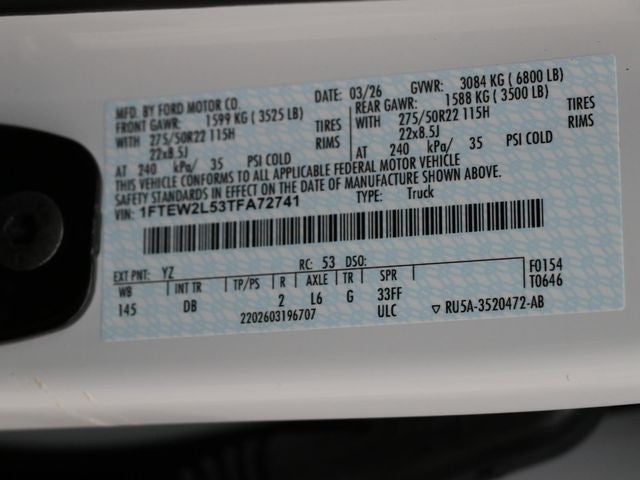 MFD. BY FORD MOTOR CO. DATE: 03/26 GVWR: 3084 KG ( 6800 LB)
FRONT GAWR: 1599 KG ( 3525 LB) REAR GAWR: 1588 KG ( 3500 LB)
WITH 275/50R22 115H TIRES WITH 275/50R22 115H TIRES
22x8.5J RIMS 22x8.5J RIMS
AT 240 kPa/ 35 PSI COLD AT 240 kPa/ 35 PSI COLD
THIS VEHICLE CONFORMS TO ALL APPLICABLE FEDERAL MOTOR VEHICLE
SAFETY STANDARDS IN EFFECT ON THE DATE OF MANUFACTURE SHOWN ABOVE.
VIN: 1FTEW2L53TFA72741 TYPE: Truck
EXT PNT: YZ RC: 53 DSO: F0154
WB INT TR TP/PS R AXLE TR SPR T0646
145 DB 2 L6 G 33FF
2202603196707 ULC ▽ RU5A-3520472-AB